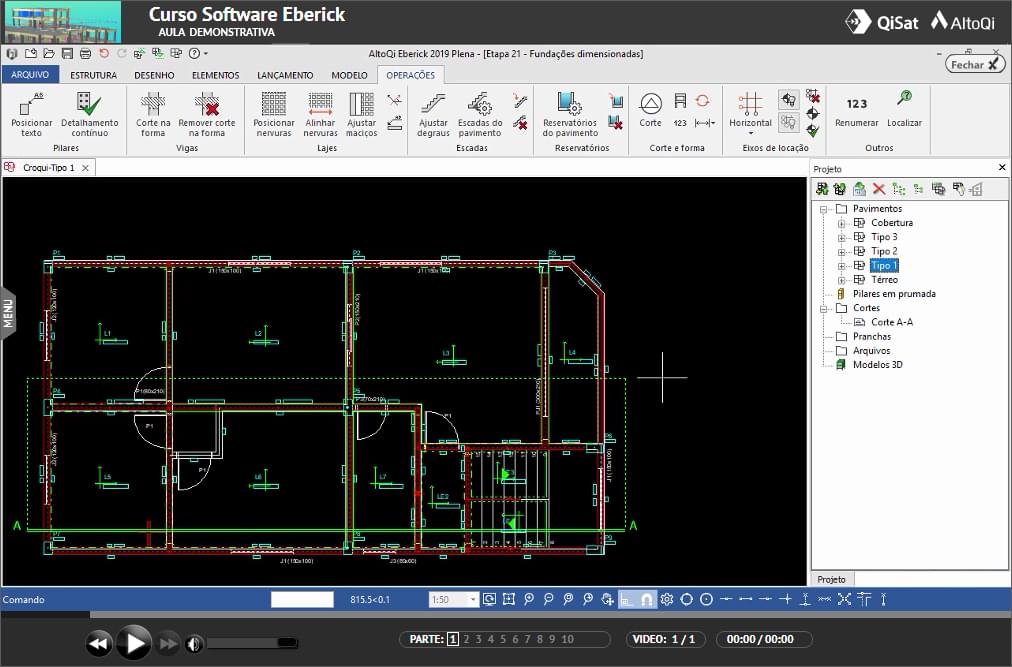 Curso Software Eberick
AULA DEMONSTRATIVA
QiSat
AltoQi
AltoQi Eberick 2019 Plena - [Etapa 21 - Fundações dimensionadas]
Fechar
ARQUIVO ESTRUTURA DESENHO ELEMENTOS LANÇAMENTO MODELO OPERAÇÕES
Posicionar texto
Detalhamento contínuo
Pilares
Corte na forma
Remover corte na forma
Vigas
Posicionar nervuras
Alinhar nervuras
Ajustar maciços
Lajes
Ajustar degraus
Escadas do pavimento
Escadas
Reservatórios do pavimento
Reservatórios
Corte
123
Corte e forma
Horizontal
Eixos de locação
123
Renumerar
Localizar
Outros
Croqui-Tipo 1
Projeto
Pavimentos
Cobertura
Tipo 3
Tipo 2
Tipo 1
Térreo
Pilares em prumada
Cortes
Corte A-A
Pranchas
Arquivos
Modelos 3D
Projeto
MENU
P1
P2
P3
J1(150x100)
L1
L2
L3
L4
P4
P5
P1
P1
P1
L5
L6
L7
LE2
A
A
J1(150x100)
J3(60x60)
Comando
815.5<0.1
1:50
PARTE: 1 2 3 4 5 6 7 8 9 10
VIDEO: 1 / 1
00:00 / 00:00